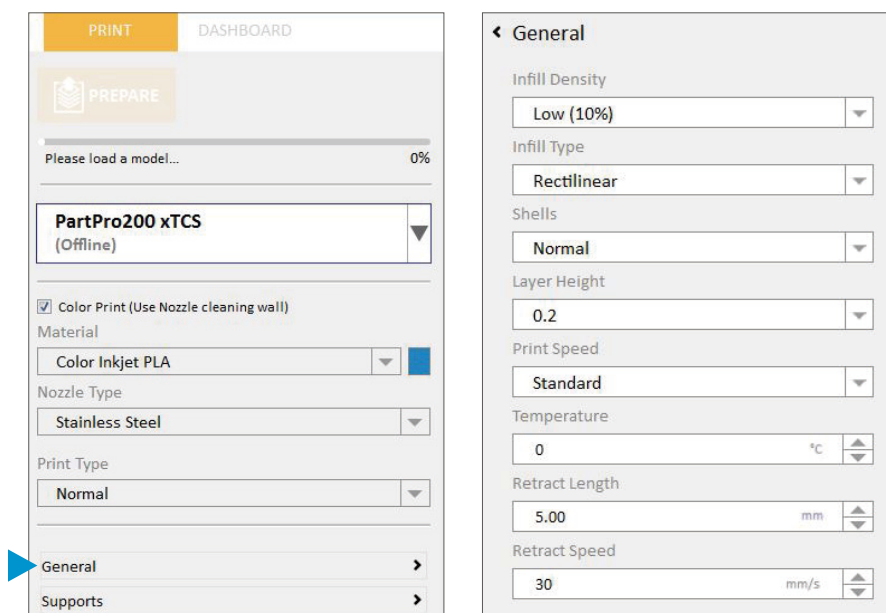 PRINT
DASHBOARD
PREPARE
Please load a model...
0%
PartPro200 xTCS
(Offline)
Color Print (Use Nozzle cleaning wall)
Material
Color Inkjet PLA
Nozzle Type
Stainless Steel
Print Type
Normal
General
Supports
General
Infill Density
Low (10%)
Infill Type
Rectilinear
Shells
Normal
Layer Height
0.2
Print Speed
Standard
Temperature
0 °C
Retract Length
5.00 mm
Retract Speed
30 mm/s